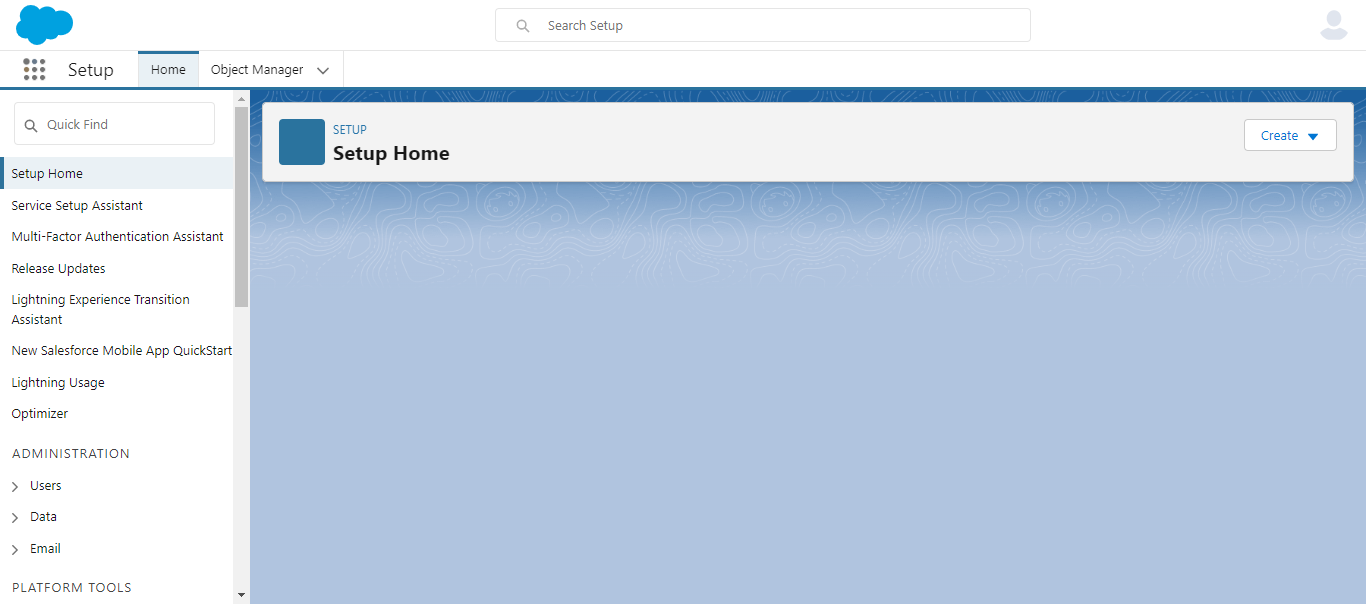 Search Setup
Setup
Home
Object Manager
Quick Find
Setup Home
Service Setup Assistant
Multi-Factor Authentication Assistant
Release Updates
Lightning Experience Transition
Assistant
New Salesforce Mobile App QuickStart
Lightning Usage
Optimizer
ADMINISTRATION
Users
Data
Email
PLATFORM TOOLS
SETUP
Setup Home
Create